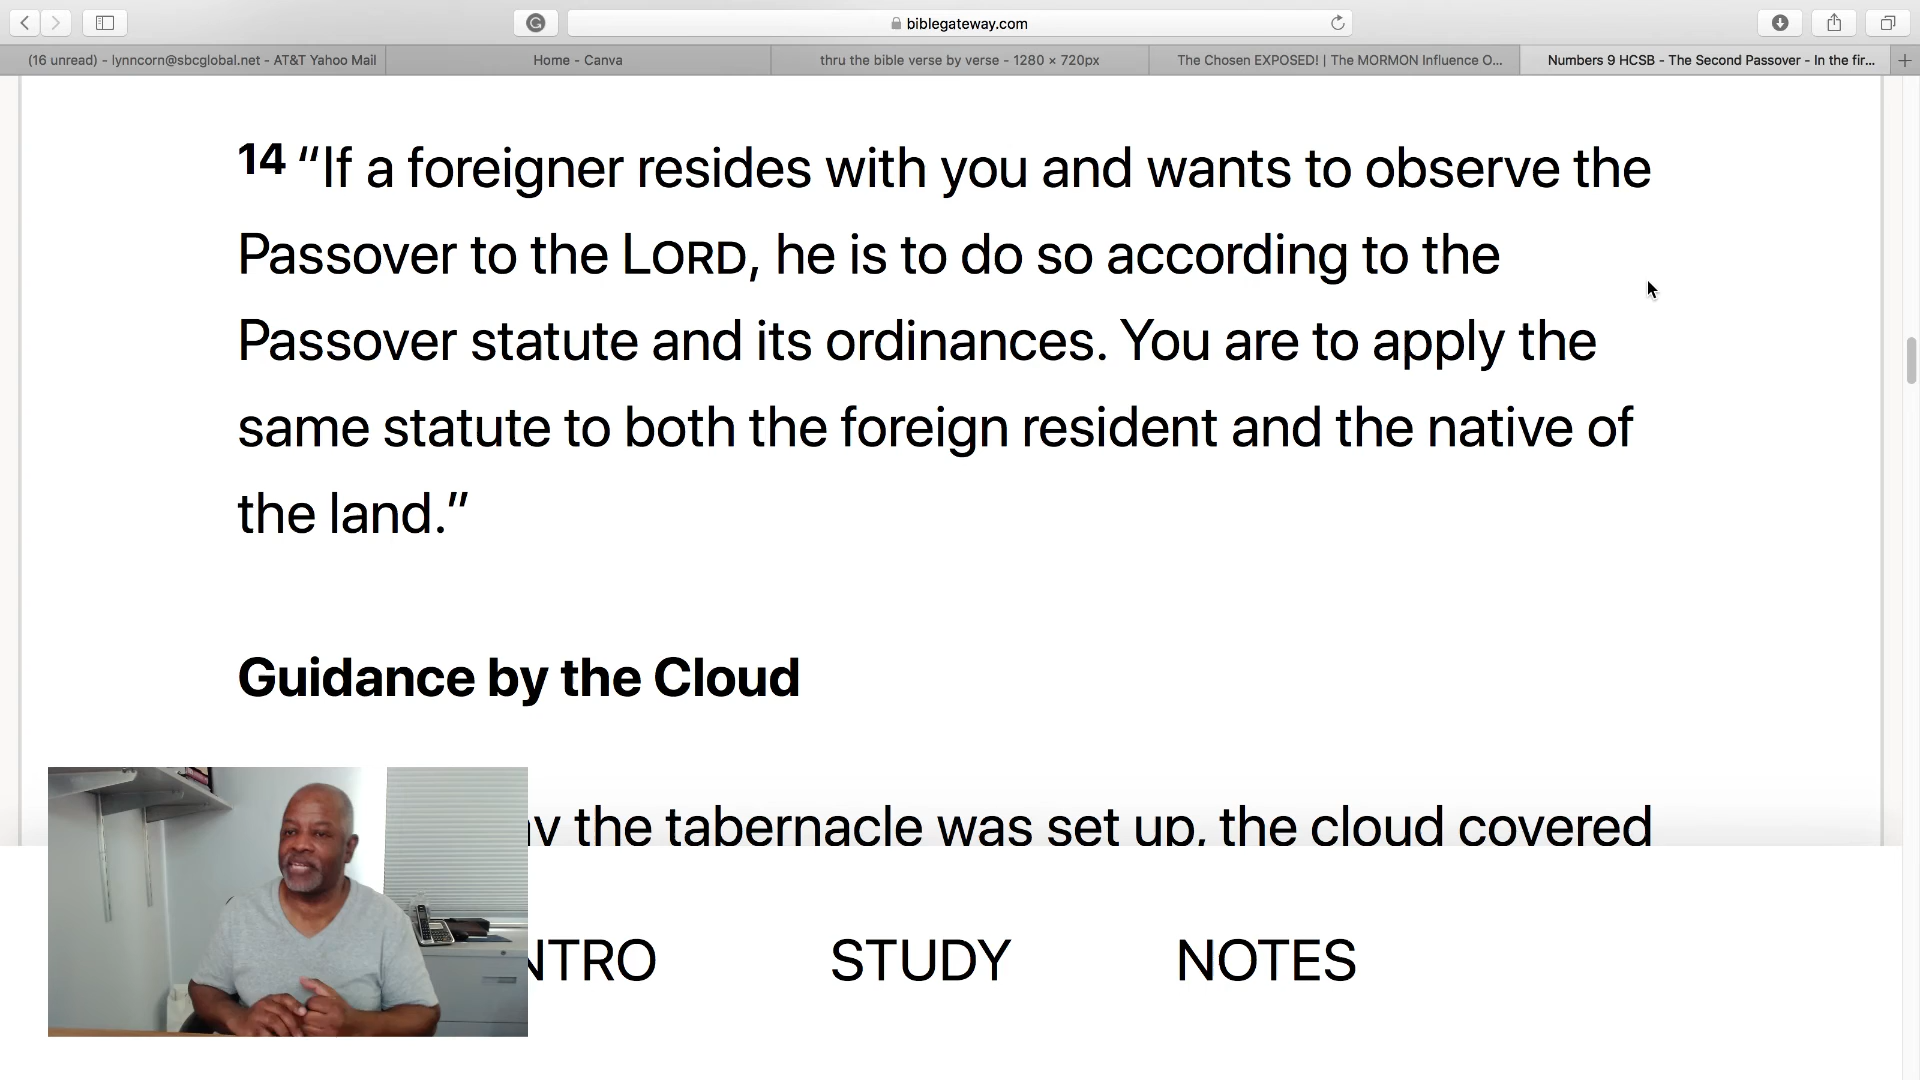 biblegateway.com
(16 unread) - lynncorn@sbcglobal.net - AT&T Yahoo Mail
Home - Canva
thru the bible verse by verse - 1280 × 720px
The Chosen EXPOSED! | The MORMON Influence O...
Numbers 9 HCSB - The Second Passover - In the fir...
14 “If a foreigner resides with you and wants to observe the
Passover to the LORD, he is to do so according to the
Passover statute and its ordinances. You are to apply the
same statute to both the foreign resident and the native of
the land.”
Guidance by the Cloud
the tabernacle was set up, the cloud covered
NTRO STUDY NOTES